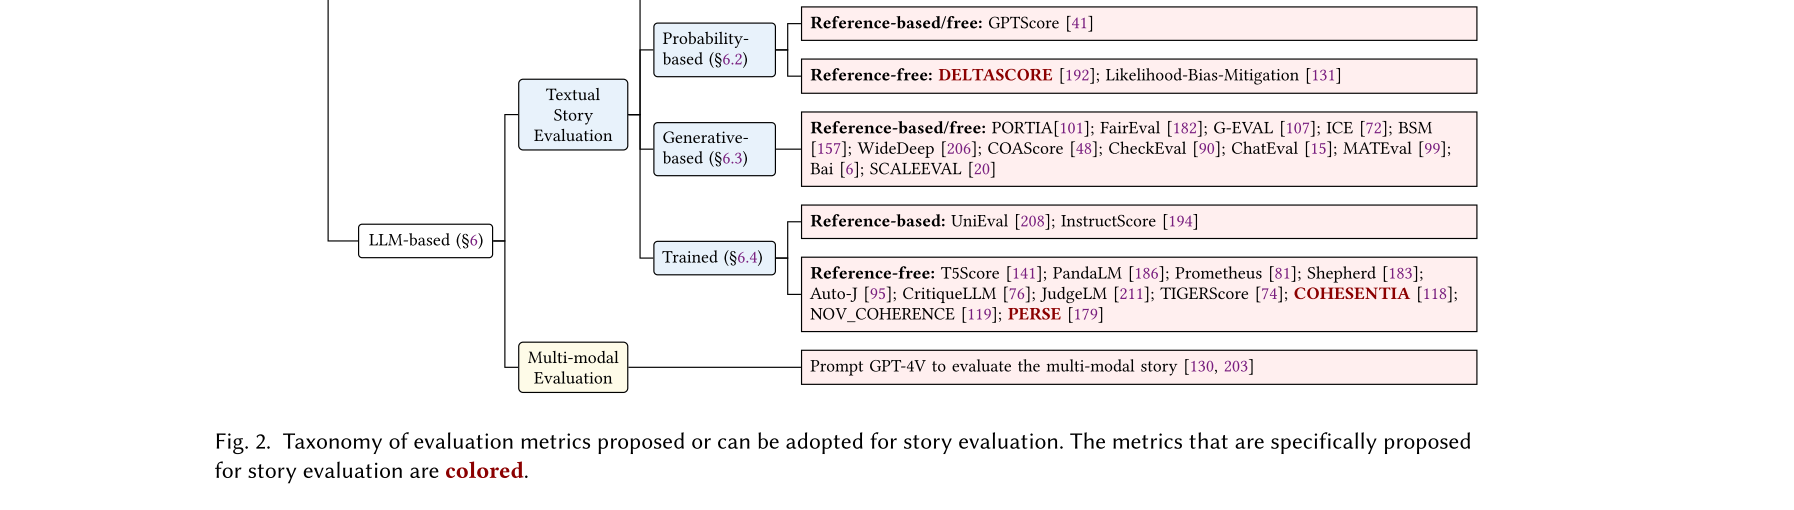 Reference-based/free: GPTScore [41]
Probability-
based (§6.2)
Reference-free: DELTASCORE [192]; Likelihood-Bias-Mitigation [131]
Textual
Story
Evaluation
Generative-
based (§6.3)
Reference-based/free: PORTIA[101]; FairEval [182]; G-EVAL [107]; ICE [72]; BSM
[157]; WideDeep [206]; COAScore [48]; CheckEval [90]; ChatEval [15]; MATEval [99];
Bai [6]; SCALEEVAL [20]
Reference-based: UniEval [208]; InstructScore [194]
LLM-based (§6)
Trained (§6.4)
Reference-free: T5Score [141]; PandaLM [186]; Prometheus [81]; Shepherd [183];
Auto-J [95]; CritiqueLLM [76]; JudgeLM [211]; TIGERScore [74]; COHESENTIA [118];
NOV_COHERENCE [119]; PERSE [179]
Multi-modal
Evaluation
Prompt GPT-4V to evaluate the multi-modal story [130, 203]
Fig. 2. Taxonomy of evaluation metrics proposed or can be adopted for story evaluation. The metrics that are specifically proposed
for story evaluation are colored.